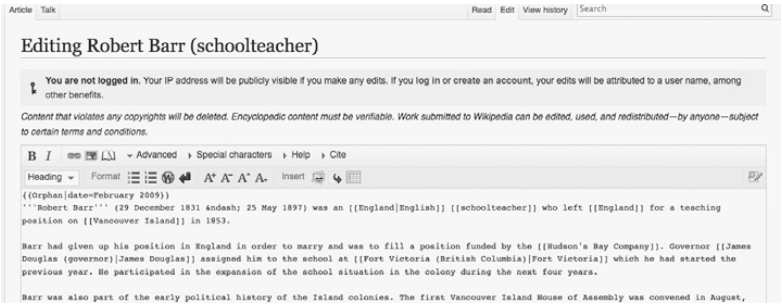 Article Talk Read Edit View history Search
Editing Robert Barr (schoolteacher)
You are not logged in. Your IP address will be publicly visible if you make any edits. If you log in or create an account, your edits will be attributed to a user name, among
other benefits.
Content that violates any copyrights will be deleted. Encyclopedic content must be verifiable. Work submitted to Wikipedia can be edited, used, and redistributed—by anyone—subject
to certain terms and conditions.
B I Advanced Special characters Help Cite
Heading Format A+ A- A A Insert
{{Orphan|date=February 2009}}
'''Robert Barr''' (29 December 1831 &ndash; 25 May 1897) was an [[England|English]] [[schoolteacher]] who left [[England]] for a teaching
position on [[Vancouver Island]] in 1853.
Barr had given up his position in England in order to marry and was to fill a position funded by the [[Hudson's Bay Company]]. Governor [[James
Douglas (governor)|James Douglas]] assigned him to the school at [[Fort Victoria (British Columbia)|Fort Victoria]] which he had started the
previous year. He participated in the expansion of the school situation in the colony during the next four years.
Barr was also part of the early political history of the Island colonies. The first Vancouver Island House of Assembly was convened in August,